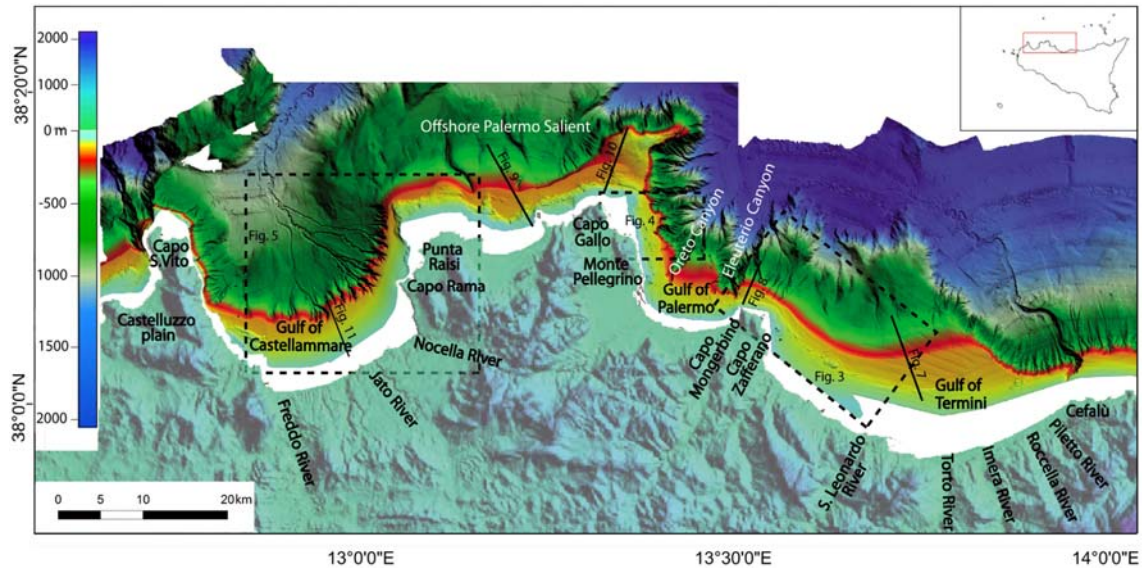 2000
1000
0 m
-500
1000
1500
2000
38°20'0"N
38°0'0"N
Offshore Palermo Salient
Fig. 9
Fig. 10
Fig. 5
Fig. 4
Oreto Canyon
Eleuterio Canyon
Capo
S.Vito
Punta
Raisi
Capo Rama
Capo
Gallo
Monte
Pellegrino
Gulf of
Palermo
Fig. 8
Castelluzzo
plain
Gulf of
Castellammare
Fig. 11
Nocella River
Jato River
Freddo River
Capo
Mongerbino
Capo
Zafferano
Fig. 3
Fig. 7
Gulf of
Termini
Cefalù
S. Leonardo
River
Torto River
Imera River
Roccella River
Piletto River
0 5 10 20km
13°0'0"E
13°30'0"E
14°0'0"E